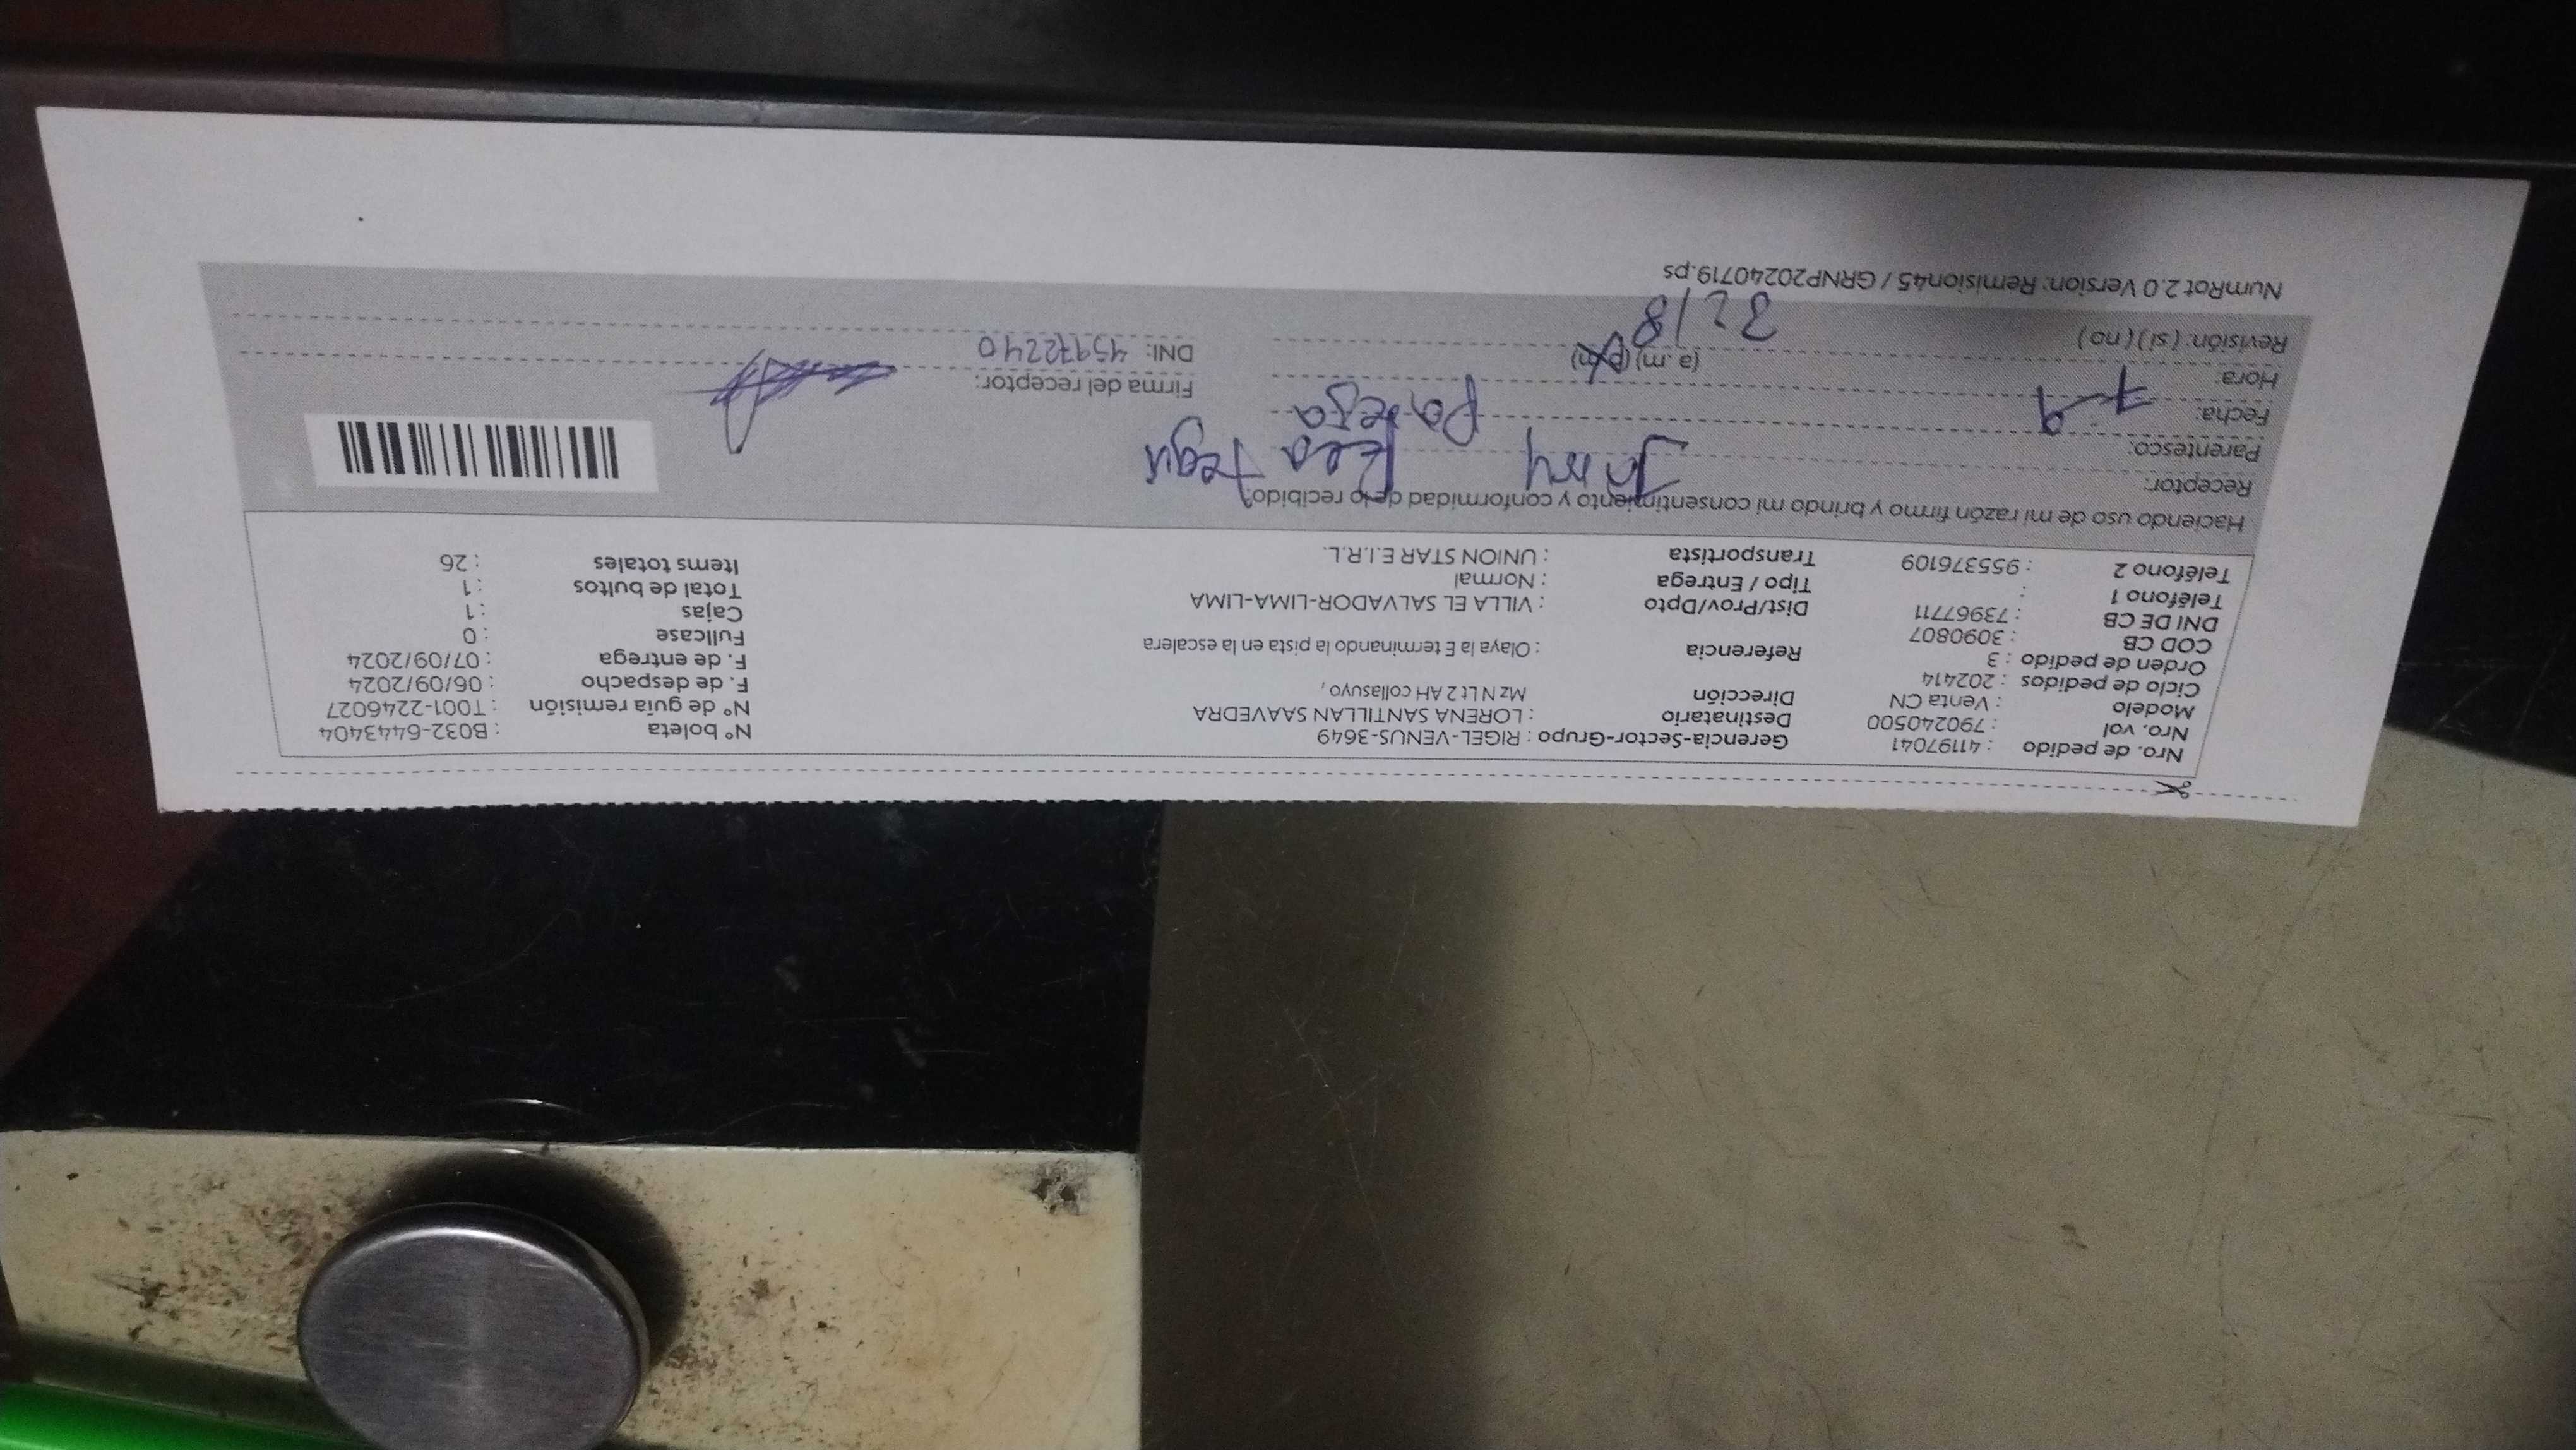 Nro. de pedido : 41197041 Gerencia-Sector-Grupo : RIGEL-VENUS-3649 N° boleta : B032-6443404
Nro. vol : 790240500 Destinatario : LORENA SANTILLAN SAAVEDRA N° de guía remisión : T001-2246027
Modelo : Venta CN Dirección Mz N Lt 2 AH collasuyo , F. de despacho : 06/09/2024
Ciclo de pedidos : 202414 F. de entrega : 07/09/2024
Orden de pedido : 3 Referencia : Olaya la E terminando la pista en la escalera Fullcase : 0
COD CB : 3090807 Cajas : 1
DNI DE CB : 73967711 Dist/Prov/Dpto : VILLA EL SALVADOR-LIMA-LIMA Total de bultos : 1
Teléfono 1 : Tipo / Entrega : Normal Items totales : 26
Teléfono 2 : 955376109 Transportista : UNION STAR E.I.R.L.
Haciendo uso de mi razón firmo y brindo mi consentimiento y conformidad de lo recibido:
Receptor:
Parentesco: Pareja
Fecha: 7-9 Firma del receptor:
Hora: (a. m) (p. m) DNI: 45972240
Revisión: ( si ) ( no )
NumRot 2.0 Version: Remision45 / GRNP20240719.ps